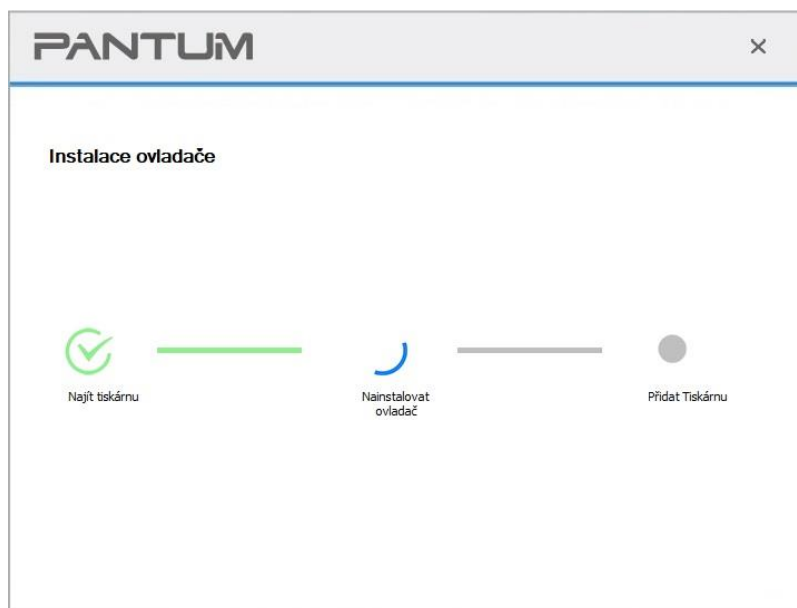 PANTUM
Instalace ovladače
Najít tiskárnu
Nainstalovat
ovladač
Přidat Tiskárnu